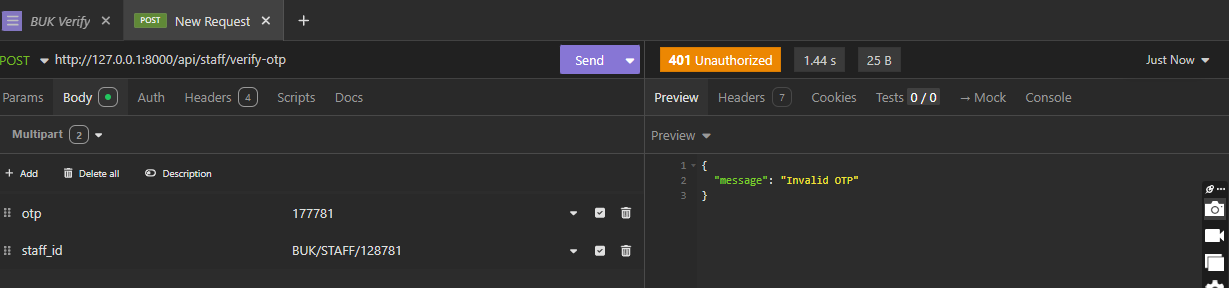 BUK Verify
POST New Request
POST http://127.0.0.1:8000/api/staff/verify-otp Send
401 Unauthorized 1.44 s 25 B Just Now
Params Body Auth Headers 4 Scripts Docs
Preview Headers 7 Cookies Tests 0 / 0 → Mock Console
Multipart 2
Preview
+ Add Delete all Description
1 {
2 "message": "Invalid OTP"
3 }
otp 177781
staff_id BUK/STAFF/128781